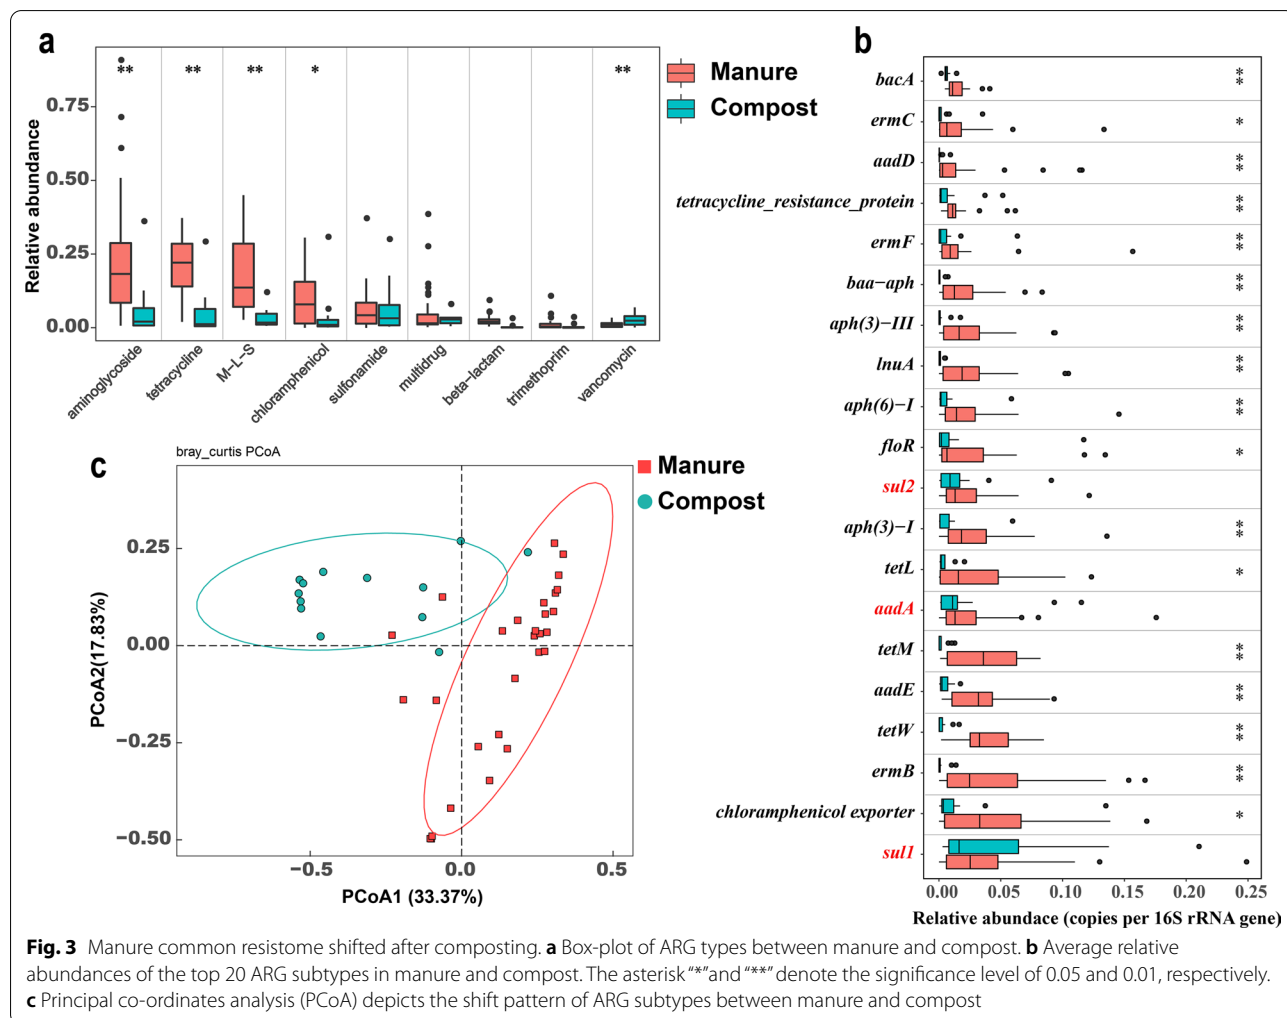 a
** ** ** * **
Manure
Compost
Relative abundance
0.75
0.50
0.25
0.00
aminoglycoside
tetracycline
M-L-S
chloramphenicol
sulfonamide
multidrug
beta-lactam
trimethoprim
vancomycin
b
bacA **
ermC *
aadD **
tetracycline_resistance_protein **
ermF **
baa-aph **
aph(3)-III **
lnuA **
aph(6)-I **
floR *
sul2
aph(3)-I **
tetL *
aadA
tetM **
aadE **
tetW **
ermB **
chloramphenicol exporter *
sul1
0.00 0.05 0.10 0.15 0.20 0.25
Relative abundace (copies per 16S rRNA gene)
c
bray_curtis PCoA
Manure
Compost
PCoA2(17.83%)
0.25
0.00
-0.25
-0.50
-0.5 0.0 0.5
PCoA1 (33.37%)
Fig. 3 Manure common resistome shifted after composting. a Box-plot of ARG types between manure and compost. b Average relative
abundances of the top 20 ARG subtypes in manure and compost. The asterisk “*”and “**” denote the significance level of 0.05 and 0.01, respectively.
c Principal co-ordinates analysis (PCoA) depicts the shift pattern of ARG subtypes between manure and compost